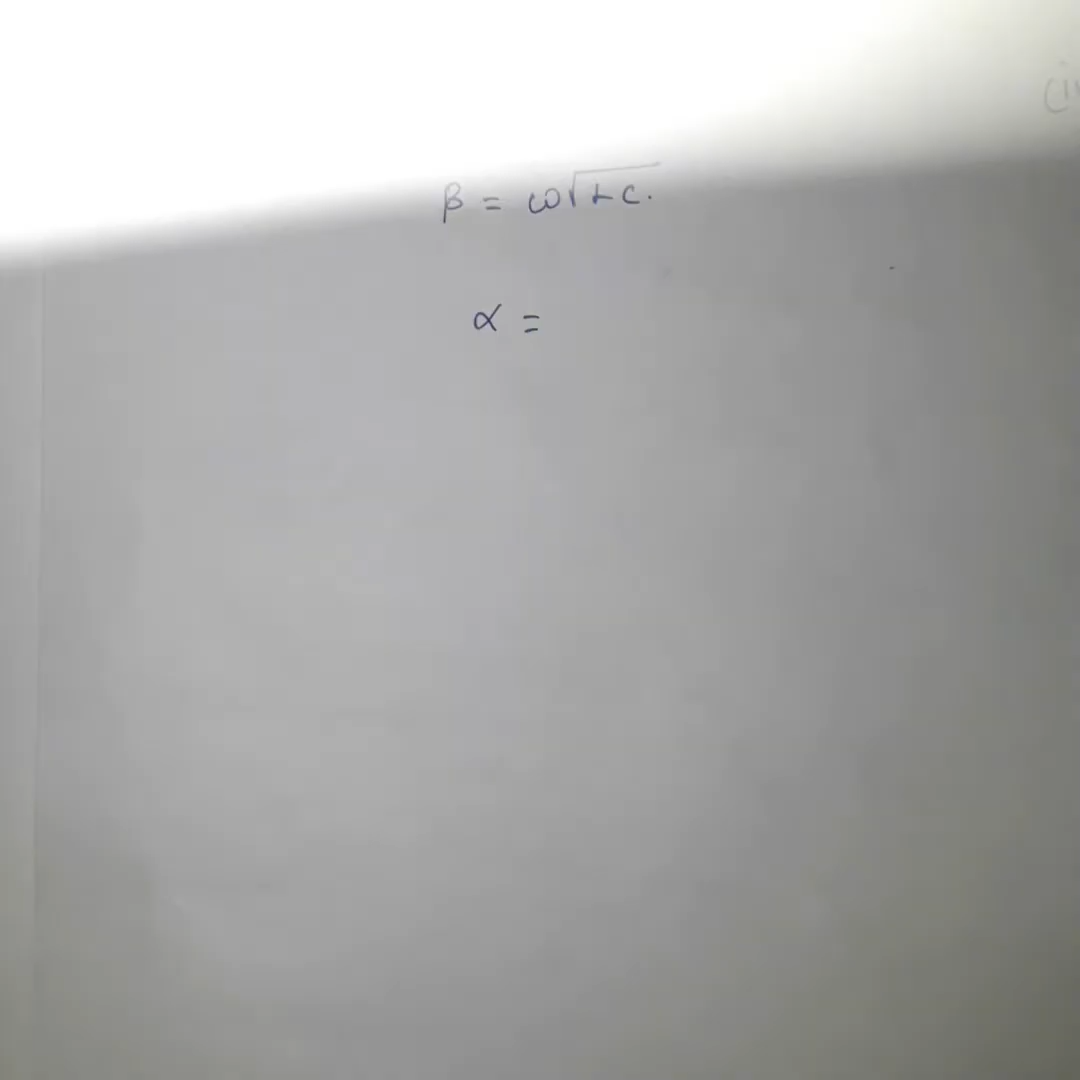 β = ω√LC.
α =